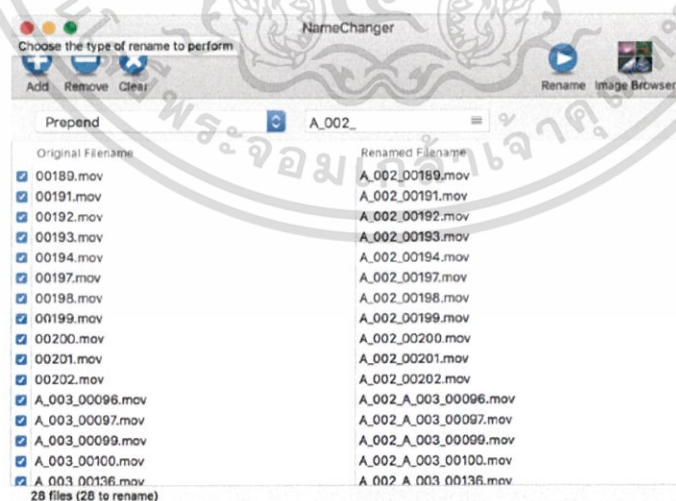 NameChanger
Choose the type of rename to perform
Add Remove Clear
Rename Image Browser
Prepend A_002_
Original Filename Renamed Filename
00189.mov A_002_00189.mov
00191.mov A_002_00191.mov
00192.mov A_002_00192.mov
00193.mov A_002_00193.mov
00194.mov A_002_00194.mov
00197.mov A_002_00197.mov
00198.mov A_002_00198.mov
00199.mov A_002_00199.mov
00200.mov A_002_00200.mov
00201.mov A_002_00201.mov
00202.mov A_002_00202.mov
A_003_00096.mov A_002_A_003_00096.mov
A_003_00097.mov A_002_A_003_00097.mov
A_003_00099.mov A_002_A_003_00099.mov
A_003_00100.mov A_002_A_003_00100.mov
A_003_00136.mov A_002_A_003_00136.mov
28 files (28 to rename)